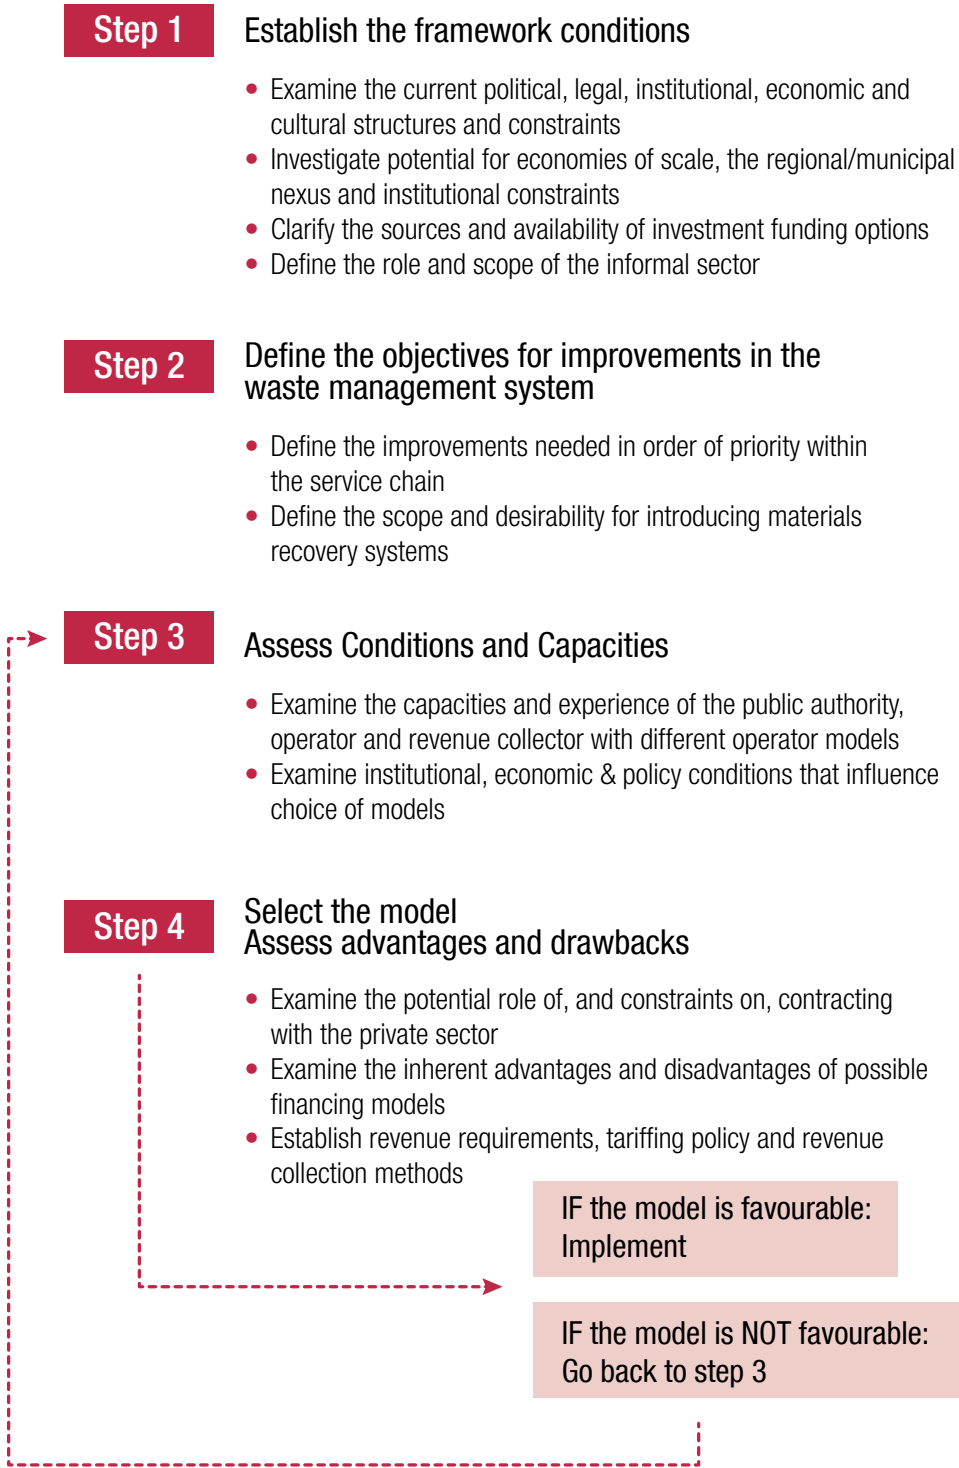 Step 1
Establish the framework conditions
• Examine the current political, legal, institutional, economic and
cultural structures and constraints
• Investigate potential for economies of scale, the regional/municipal
nexus and institutional constraints
• Clarify the sources and availability of investment funding options
• Define the role and scope of the informal sector
Step 2
Define the objectives for improvements in the
waste management system
• Define the improvements needed in order of priority within
the service chain
• Define the scope and desirability for introducing materials
recovery systems
Step 3
Assess Conditions and Capacities
• Examine the capacities and experience of the public authority,
operator and revenue collector with different operator models
• Examine institutional, economic & policy conditions that influence
choice of models
Step 4
Select the model
Assess advantages and drawbacks
• Examine the potential role of, and constraints on, contracting
with the private sector
• Examine the inherent advantages and disadvantages of possible
financing models
• Establish revenue requirements, tariffing policy and revenue
collection methods
IF the model is favourable:
Implement
IF the model is NOT favourable:
Go back to step 3